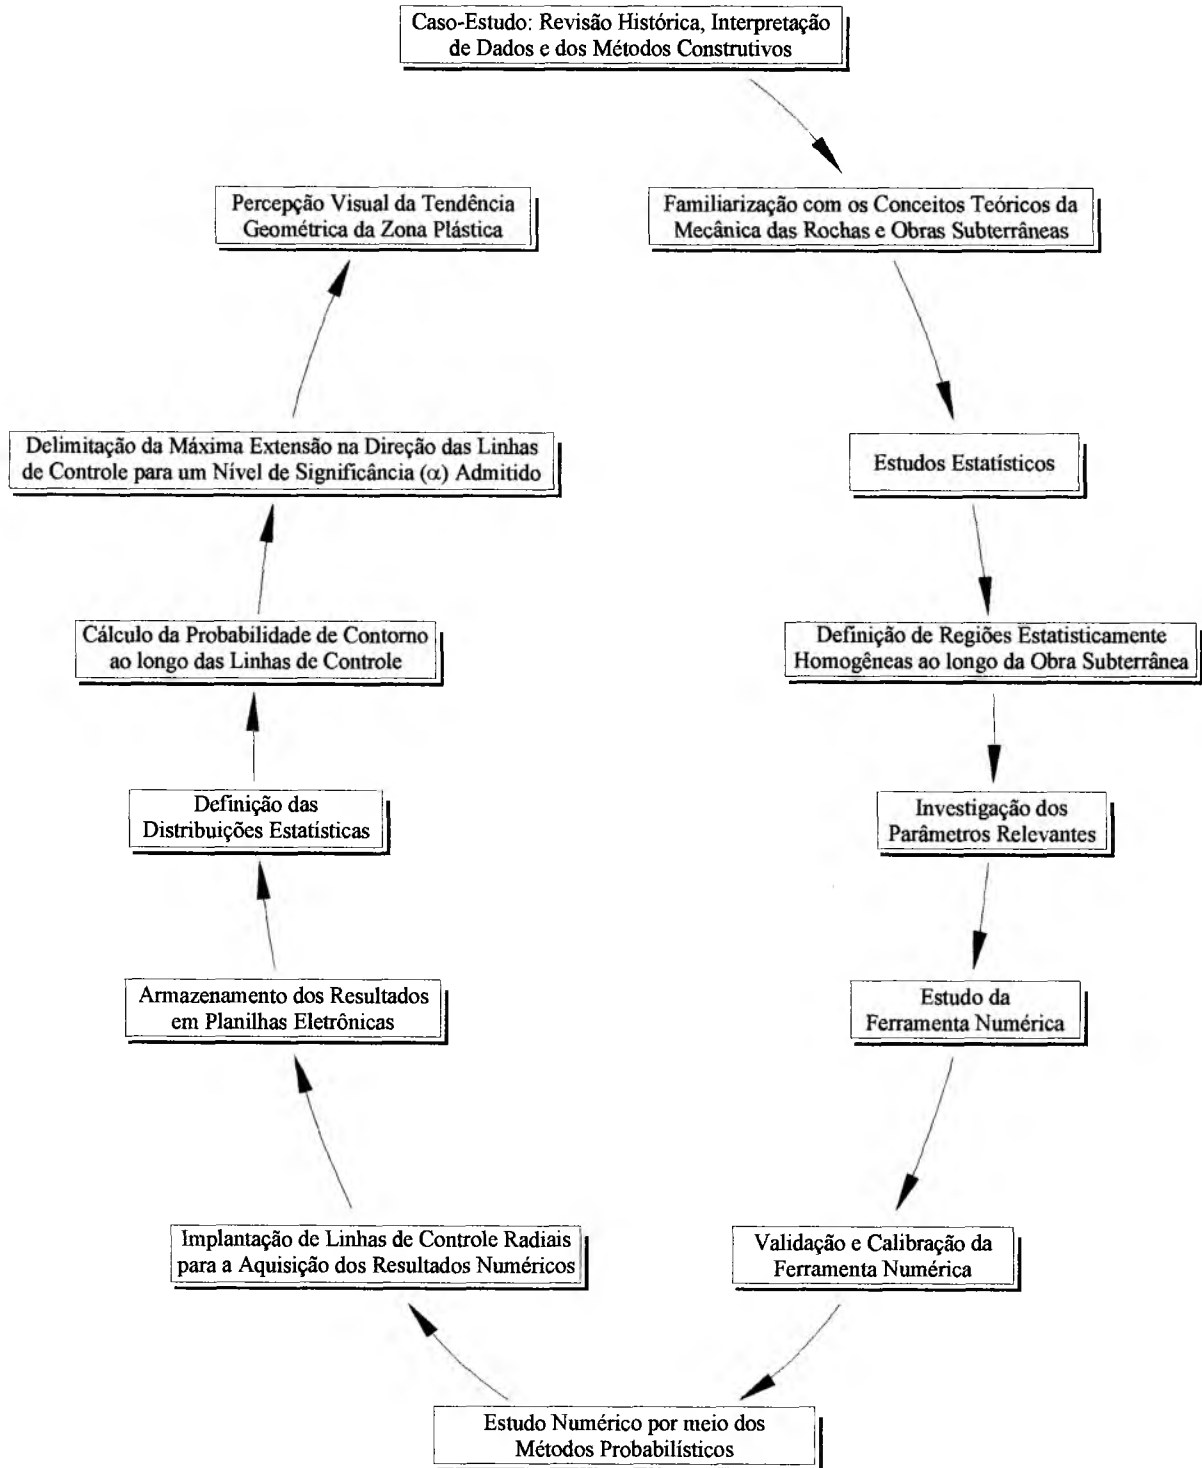 Caso-Estudo: Revisão Histórica, Interpretação
de Dados e dos Métodos Construtivos
Familiarização com os Conceitos Teóricos da
Mecânica das Rochas e Obras Subterrâneas
Estudos Estatísticos
Definição de Regiões Estatisticamente
Homogêneas ao longo da Obra Subterrânea
Investigação dos
Parâmetros Relevantes
Estudo da
Ferramenta Numérica
Validação e Calibração da
Ferramenta Numérica
Estudo Numérico por meio dos
Métodos Probabilísticos
Implantação de Linhas de Controle Radiais
para a Aquisição dos Resultados Numéricos
Armazenamento dos Resultados
em Planilhas Eletrônicas
Definição das
Distribuições Estatísticas
Cálculo da Probabilidade de Contorno
ao longo das Linhas de Controle
Delimitação da Máxima Extensão na Direção das Linhas
de Controle para um Nível de Significância (α) Admitido
Percepção Visual da Tendência
Geométrica da Zona Plástica